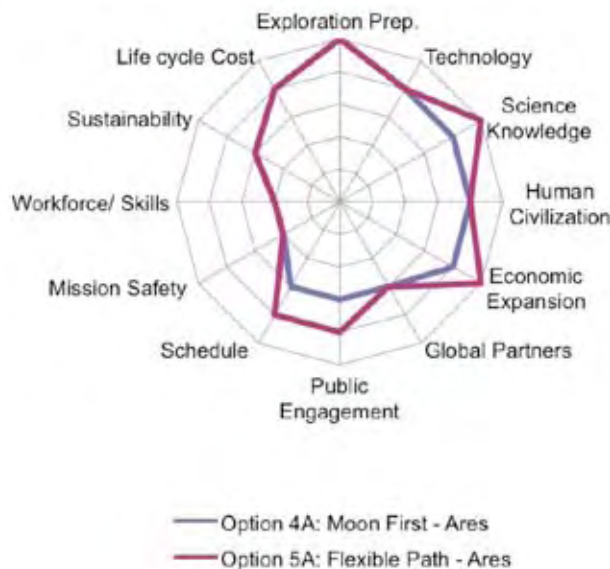 Exploration Prep.
Life cycle Cost
Technology
Science
Knowledge
Sustainability
Workforce/ Skills
Human
Civilization
Mission Safety
Economic
Expansion
Schedule
Global Partners
Public
Engagement
Option 4A: Moon First - Ares
Option 5A: Flexible Path - Ares